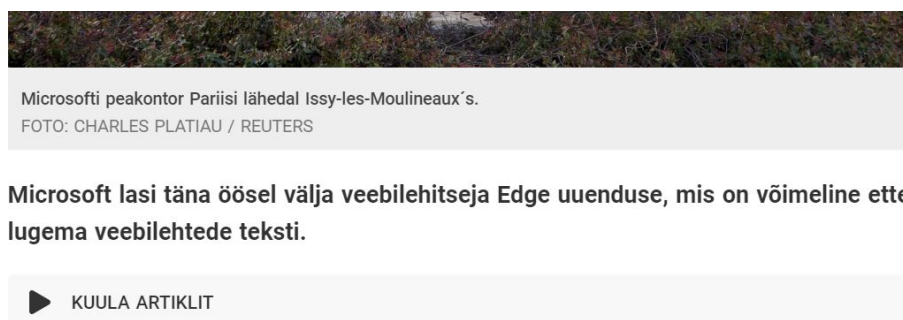 Microsofti peakontor Pariisi lähedal Issy-les-Moulineaux´s.
FOTO: CHARLES PLATIAU / REUTERS
Microsoft lasi täna öösel välja veebilehitseja Edge uuenduse, mis on võimeline ette
lugema veebilehtede teksti.
KUULA ARTIKLIT